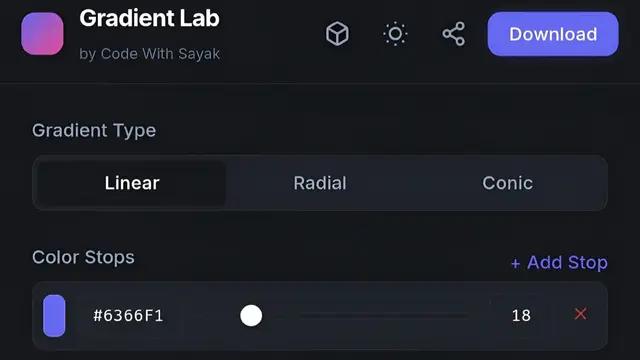 Gradient Lab
by Code With Sayak
Download
Gradient Type
Linear Radial Conic
Color Stops
+ Add Stop
#6366F1 18